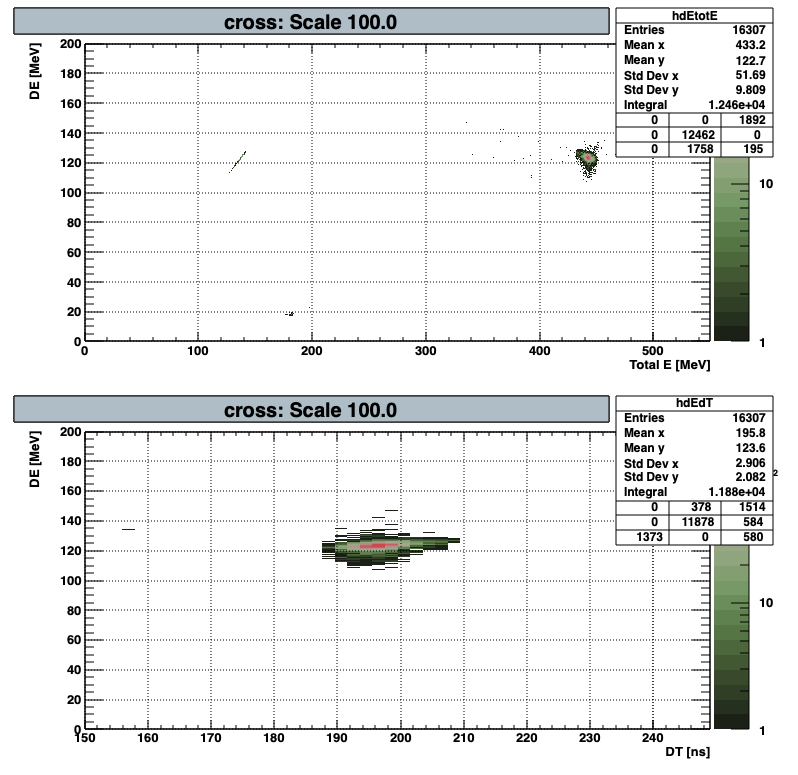 cross: Scale 100.0
hdEtotE
Entries 16307
Mean x 433.2
Mean y 122.7
Std Dev x 51.69
Std Dev y 9.809
Integral 1.246e+04
0 0 1892
0 12462 0
0 1758 195
DE [MeV]
200
180
160
140
120
100
80
60
40
20
0
0 100 200 300 400 500
Total E [MeV]
10
1
cross: Scale 100.0
hdEdT
Entries 16307
Mean x 195.8
Mean y 123.6
Std Dev x 2.906
Std Dev y 2.082
Integral 1.188e+04
0 378 1514
0 11878 584
1373 0 580
2
DE [MeV]
200
180
160
140
120
100
80
60
40
20
0
150 160 170 180 190 200 210 220 230 240
DT [ns]
10
1